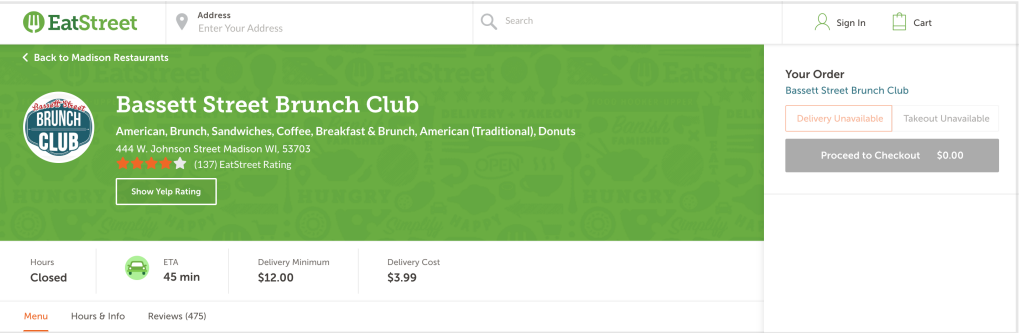 EatStreet
Address
Enter Your Address
Search
Sign In
Cart
Back to Madison Restaurants
Bassett Street
BRUNCH
CLUB
Bassett Street Brunch Club
American, Brunch, Sandwiches, Coffee, Breakfast & Brunch, American (Traditional), Donuts
444 W. Johnson Street Madison WI, 53703
(137) EatStreet Rating
Show Yelp Rating
Your Order
Bassett Street Brunch Club
Delivery Unavailable
Takeout Unavailable
Proceed to Checkout $0.00
Hours
Closed
ETA
45 min
Delivery Minimum
$12.00
Delivery Cost
$3.99
Menu
Hours & Info
Reviews (475)